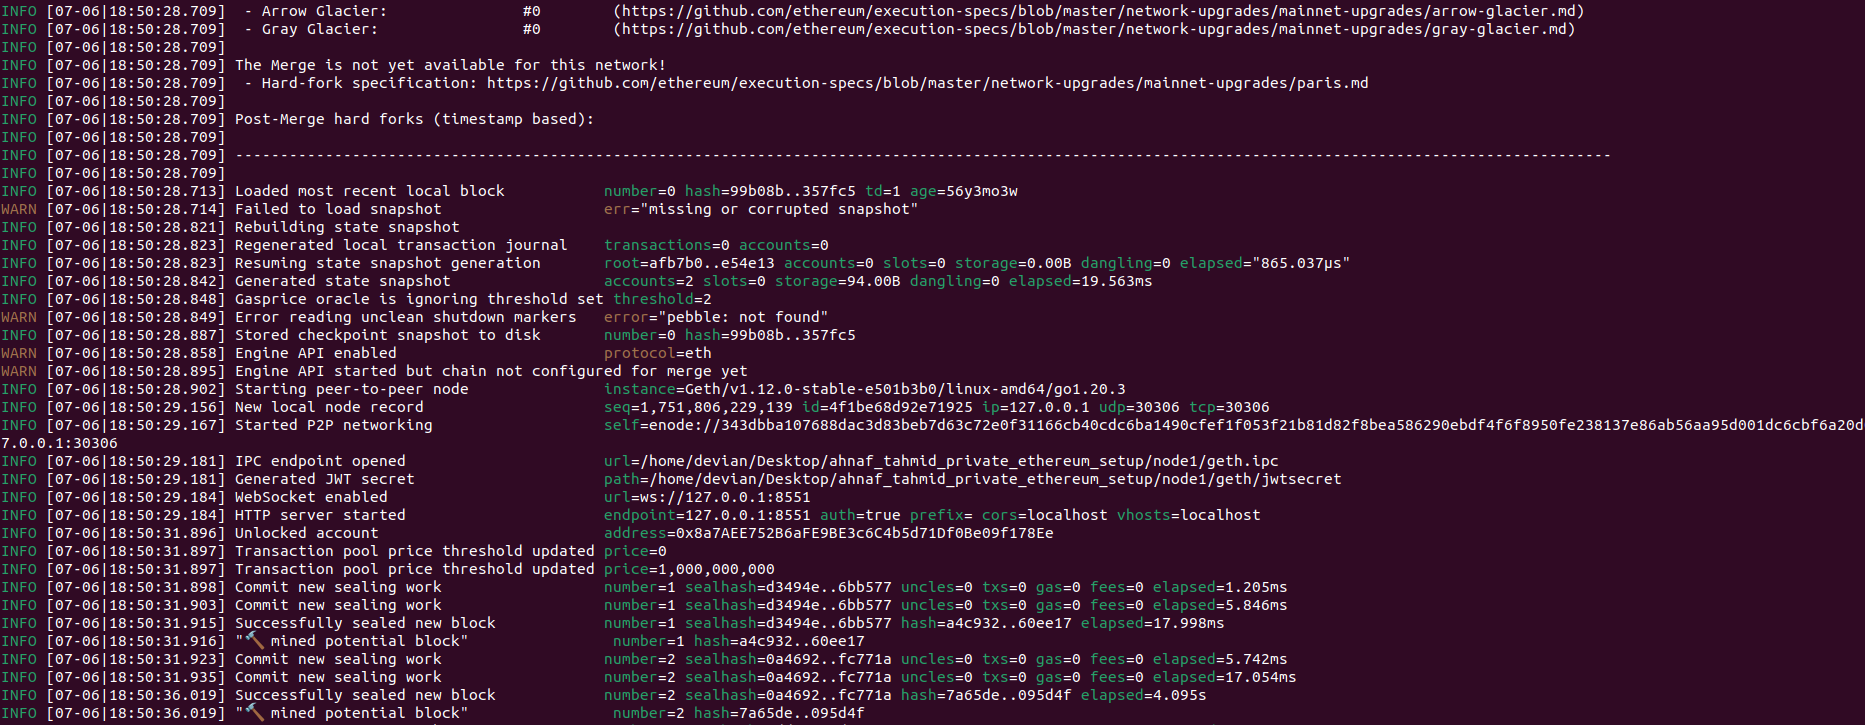 INFO [07-06|18:50:28.709]  - Arrow Glacier:               #0        (https://github.com/ethereum/execution-specs/blob/master/network-upgrades/mainnet-upgrades/arrow-glacier.md)
INFO [07-06|18:50:28.709]  - Gray Glacier:                #0        (https://github.com/ethereum/execution-specs/blob/master/network-upgrades/mainnet-upgrades/gray-glacier.md)
INFO [07-06|18:50:28.709]
INFO [07-06|18:50:28.709] The Merge is not yet available for this network!
INFO [07-06|18:50:28.709]  - Hard-fork specification: https://github.com/ethereum/execution-specs/blob/master/network-upgrades/mainnet-upgrades/paris.md
INFO [07-06|18:50:28.709]
INFO [07-06|18:50:28.709] Post-Merge hard forks (timestamp based):
INFO [07-06|18:50:28.709]
INFO [07-06|18:50:28.709] ---------------------------------------------------------------------------------------------------------------------------------------------------------
INFO [07-06|18:50:28.709]
INFO [07-06|18:50:28.713] Loaded most recent local block           number=0 hash=99b08b..357fc5 td=1 age=56y3mo3w
WARN [07-06|18:50:28.714] Failed to load snapshot                  err="missing or corrupted snapshot"
INFO [07-06|18:50:28.821] Rebuilding state snapshot
INFO [07-06|18:50:28.823] Regenerated local transaction journal    transactions=0 accounts=0
INFO [07-06|18:50:28.823] Resuming state snapshot generation       root=afb7b0..e54e13 accounts=0 slots=0 storage=0.00B dangling=0 elapsed="865.037µs"
INFO [07-06|18:50:28.842] Generated state snapshot                 accounts=2 slots=0 storage=94.00B dangling=0 elapsed=19.563ms
INFO [07-06|18:50:28.848] Gasprice oracle is ignoring threshold set threshold=2
WARN [07-06|18:50:28.849] Error reading unclean shutdown markers   error="pebble: not found"
INFO [07-06|18:50:28.887] Stored checkpoint snapshot to disk       number=0 hash=99b08b..357fc5
WARN [07-06|18:50:28.858] Engine API enabled                       protocol=eth
WARN [07-06|18:50:28.895] Engine API started but chain not configured for merge yet
INFO [07-06|18:50:28.902] Starting peer-to-peer node               instance=Geth/v1.12.0-stable-e501b3b0/linux-amd64/go1.20.3
INFO [07-06|18:50:29.156] New local node record                    seq=1,751,806,229,139 id=4f1be68d92e71925 ip=127.0.0.1 udp=30306 tcp=30306
INFO [07-06|18:50:29.167] Started P2P networking                   self=enode://343dbba107688dac3d83beb7d63c72e0f31166cb40cdc6ba1490cfef1f053f21b81d82f8bea586290ebdf4f6f8950fe238137e86ab56aa95d001dc6cbf6a20d
7.0.0.1:30306
INFO [07-06|18:50:29.181] IPC endpoint opened                      url=/home/devian/Desktop/ahnaf_tahmid_private_ethereum_setup/node1/geth.ipc
INFO [07-06|18:50:29.181] Generated JWT secret                     path=/home/devian/Desktop/ahnaf_tahmid_private_ethereum_setup/node1/geth/jwtsecret
INFO [07-06|18:50:29.184] WebSocket enabled                        url=ws://127.0.0.1:8551
INFO [07-06|18:50:29.184] HTTP server started                      endpoint=127.0.0.1:8551 auth=true prefix= cors=localhost vhosts=localhost
INFO [07-06|18:50:31.896] Unlocked account                         address=0x8a7AEE752B6aFE9BE3c6C4b5d71Df0Be09f178Ee
INFO [07-06|18:50:31.897] Transaction pool price threshold updated price=0
INFO [07-06|18:50:31.897] Transaction pool price threshold updated price=1,000,000,000
INFO [07-06|18:50:31.898] Commit new sealing work                  number=1 sealhash=d3494e..6bb577 uncles=0 txs=0 gas=0 fees=0 elapsed=1.205ms
INFO [07-06|18:50:31.903] Commit new sealing work                  number=1 sealhash=d3494e..6bb577 uncles=0 txs=0 gas=0 fees=0 elapsed=5.846ms
INFO [07-06|18:50:31.915] Successfully sealed new block            number=1 sealhash=d3494e..6bb577 hash=a4c932..60ee17 elapsed=17.998ms
INFO [07-06|18:50:31.916] "🔨 mined potential block"                number=1 hash=a4c932..60ee17
INFO [07-06|18:50:31.923] Commit new sealing work                  number=2 sealhash=0a4692..fc771a uncles=0 txs=0 gas=0 fees=0 elapsed=5.742ms
INFO [07-06|18:50:31.935] Commit new sealing work                  number=2 sealhash=0a4692..fc771a uncles=0 txs=0 gas=0 fees=0 elapsed=17.054ms
INFO [07-06|18:50:36.019] Successfully sealed new block            number=2 sealhash=0a4692..fc771a hash=7a65de..095d4f elapsed=4.095s
INFO [07-06|18:50:36.019] "🔨 mined potential block"                number=2 hash=7a65de..095d4f